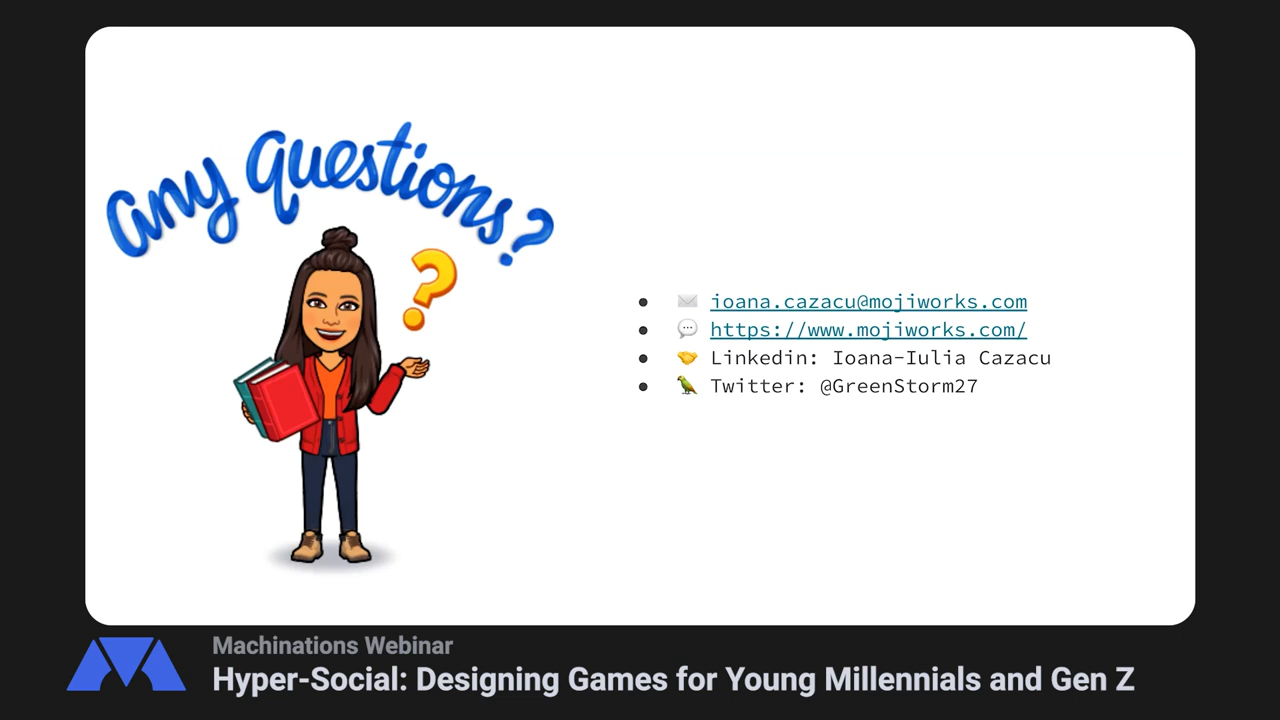 any questions?
ioana.cazacu@mojiworks.com
https://www.mojiworks.com/
Linkedin: Ioana-Iulia Cazacu
Twitter: @GreenStorm27
Machinations Webinar
Hyper-Social: Designing Games for Young Millennials and Gen Z